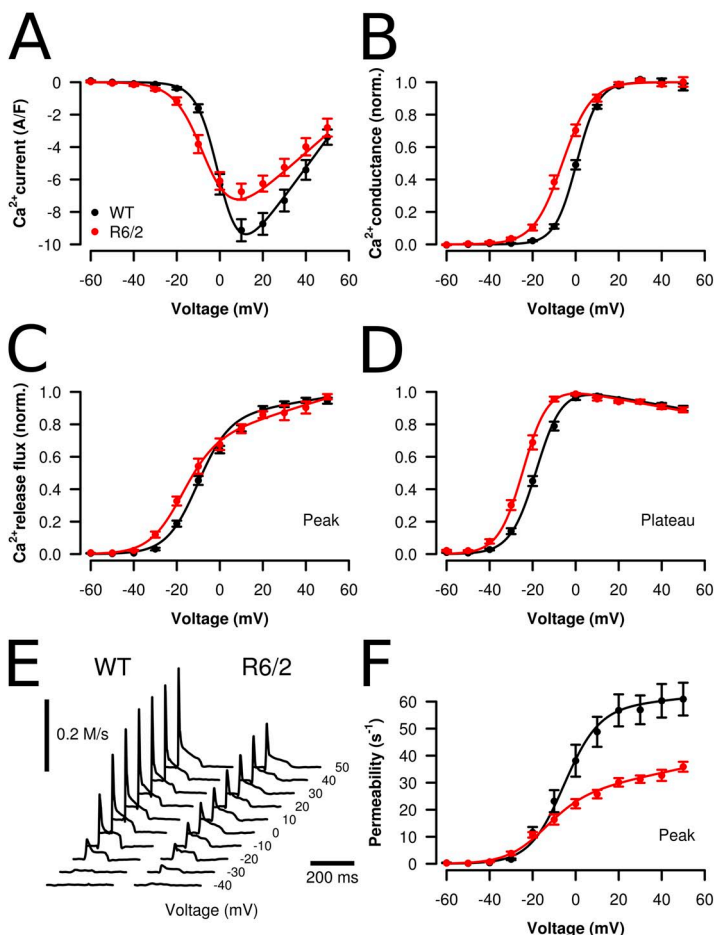 A
0
-2
-4
-6
-8
-10
Ca2+current (A/F)
WT
R6/2
-60 -40 -20 0 20 40 60
Voltage (mV)
B
1.0
0.8
0.6
0.4
0.2
0.0
Ca2+conductance (norm.)
-60 -40 -20 0 20 40 60
Voltage (mV)
C
1.0
0.8
0.6
0.4
0.2
0.0
Ca2+release flux (norm.)
Peak
-60 -40 -20 0 20 40 60
Voltage (mV)
D
1.0
0.8
0.6
0.4
0.2
0.0
Plateau
-60 -40 -20 0 20 40 60
Voltage (mV)
E
WT R6/2
0.2 M/s
50
40
30
20
10
0
-10
-20
-30
-40
200 ms
Voltage (mV)
F
60
50
40
30
20
10
0
Permeability (s-1)
Peak
-60 -40 -20 0 20 40 60
Voltage (mV)